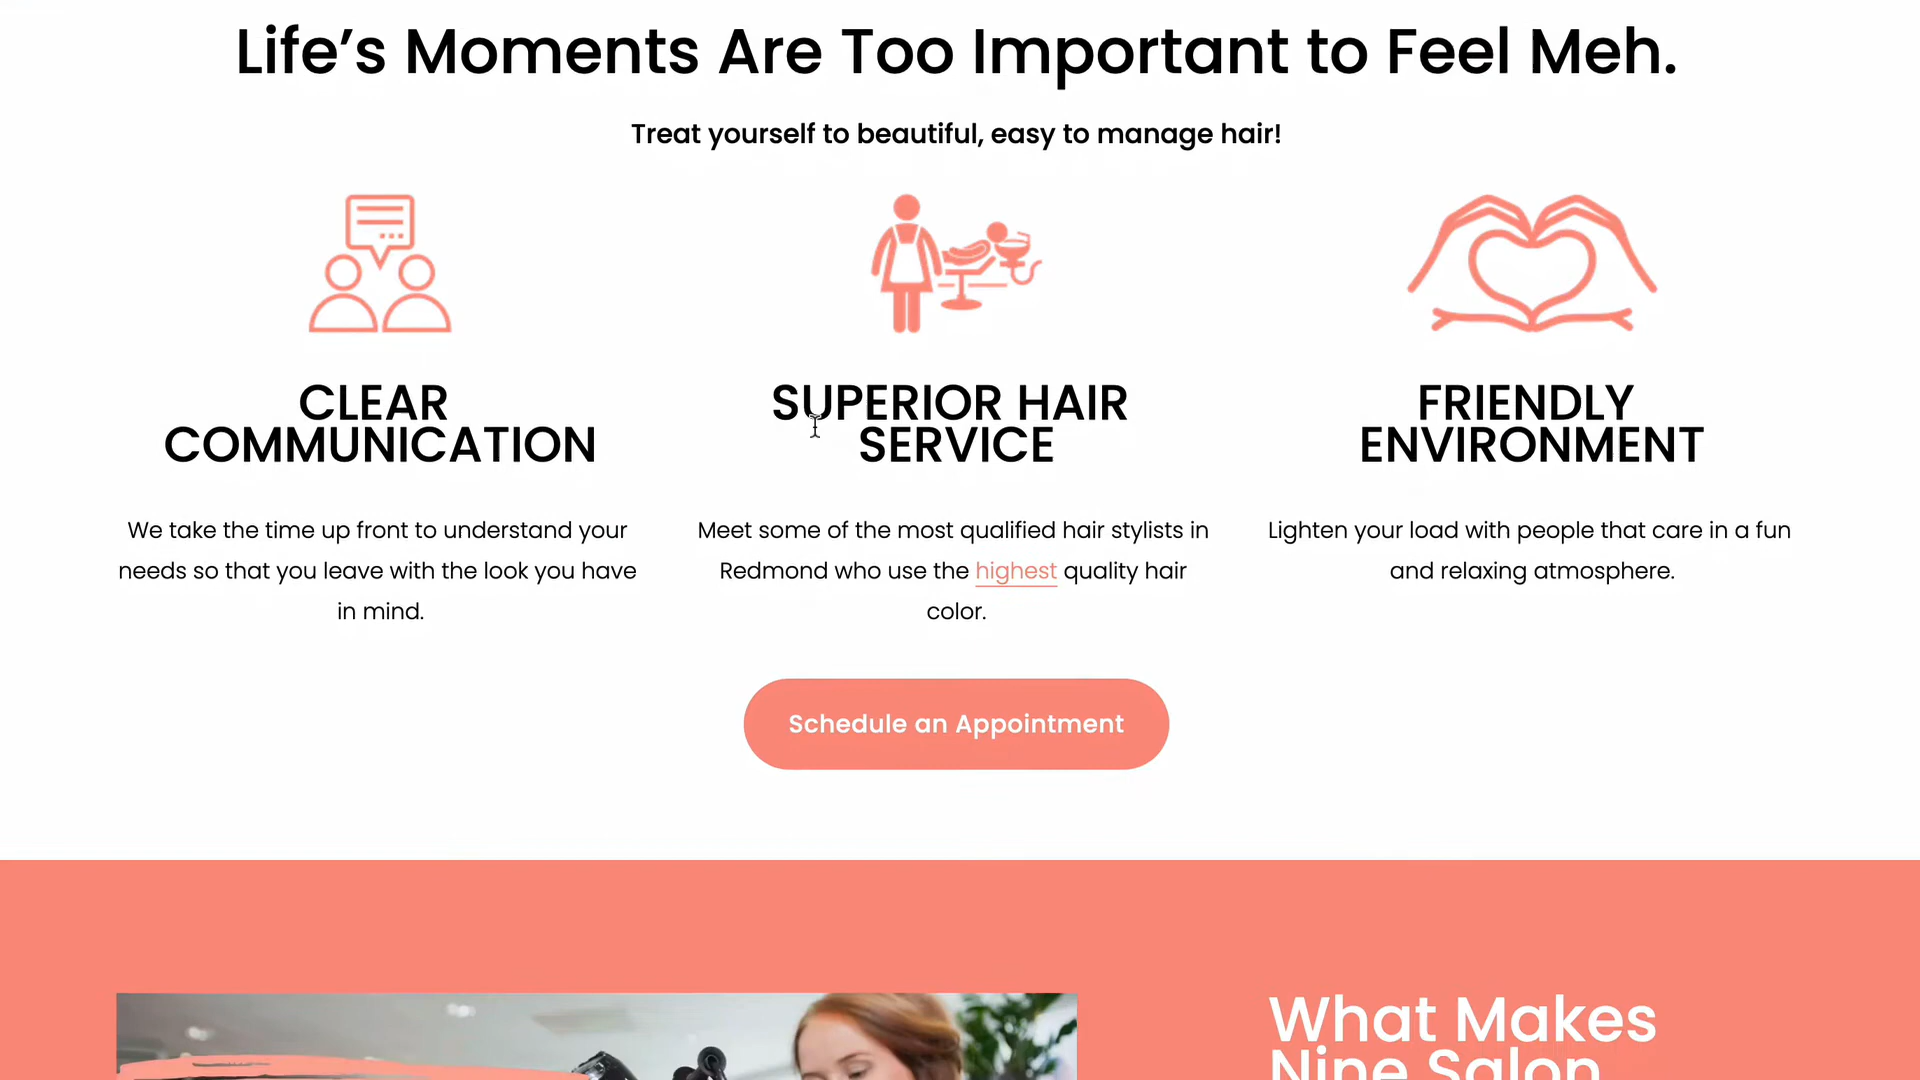 Life’s Moments Are Too Important to Feel Meh.
Treat yourself to beautiful, easy to manage hair!
CLEAR
COMMUNICATION
We take the time up front to understand your
needs so that you leave with the look you have
in mind.
SUPERIOR HAIR
SERVICE
Meet some of the most qualified hair stylists in
Redmond who use the highest quality hair
color.
FRIENDLY
ENVIRONMENT
Lighten your load with people that care in a fun
and relaxing atmosphere.
Schedule an Appointment
What Makes
Nine Salon